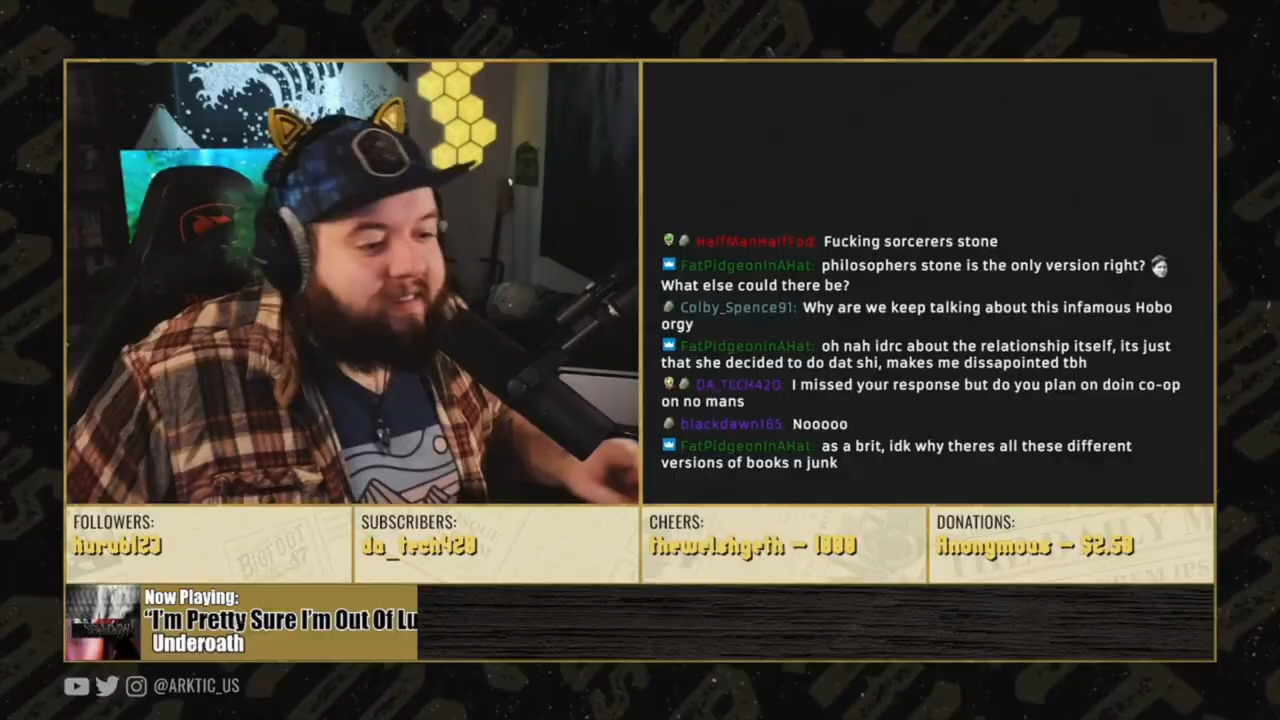 HalfManHalfFod: Fucking sorcerers stone
FatPidgeonInAHat: philosophers stone is the only version right?
What else could there be?
Colby_Spence91: Why are we keep talking about this infamous Hobo
orgy
FatPidgeonInAHat: oh nah idrc about the relationship itself, its just
that she decided to do dat shi, makes me dissapointed tbh
DA_TECH420: I missed your response but do you plan on doin co-op
on no mans
blackdawn165 Nooooo
FatPidgeonInAHat: as a brit, idk why theres all these different
versions of books n junk
FOLLOWERS:
SUBSCRIBERS:
CHEERS:
DONATIONS:
da_tech420
thewelshgeth – 1000
Anonymous – $2.50
BIGFOOT
THE DAILY M
Now Playing:
"I'm Pretty Sure I'm Out Of Lu
Underoath
@ARKTIC_US